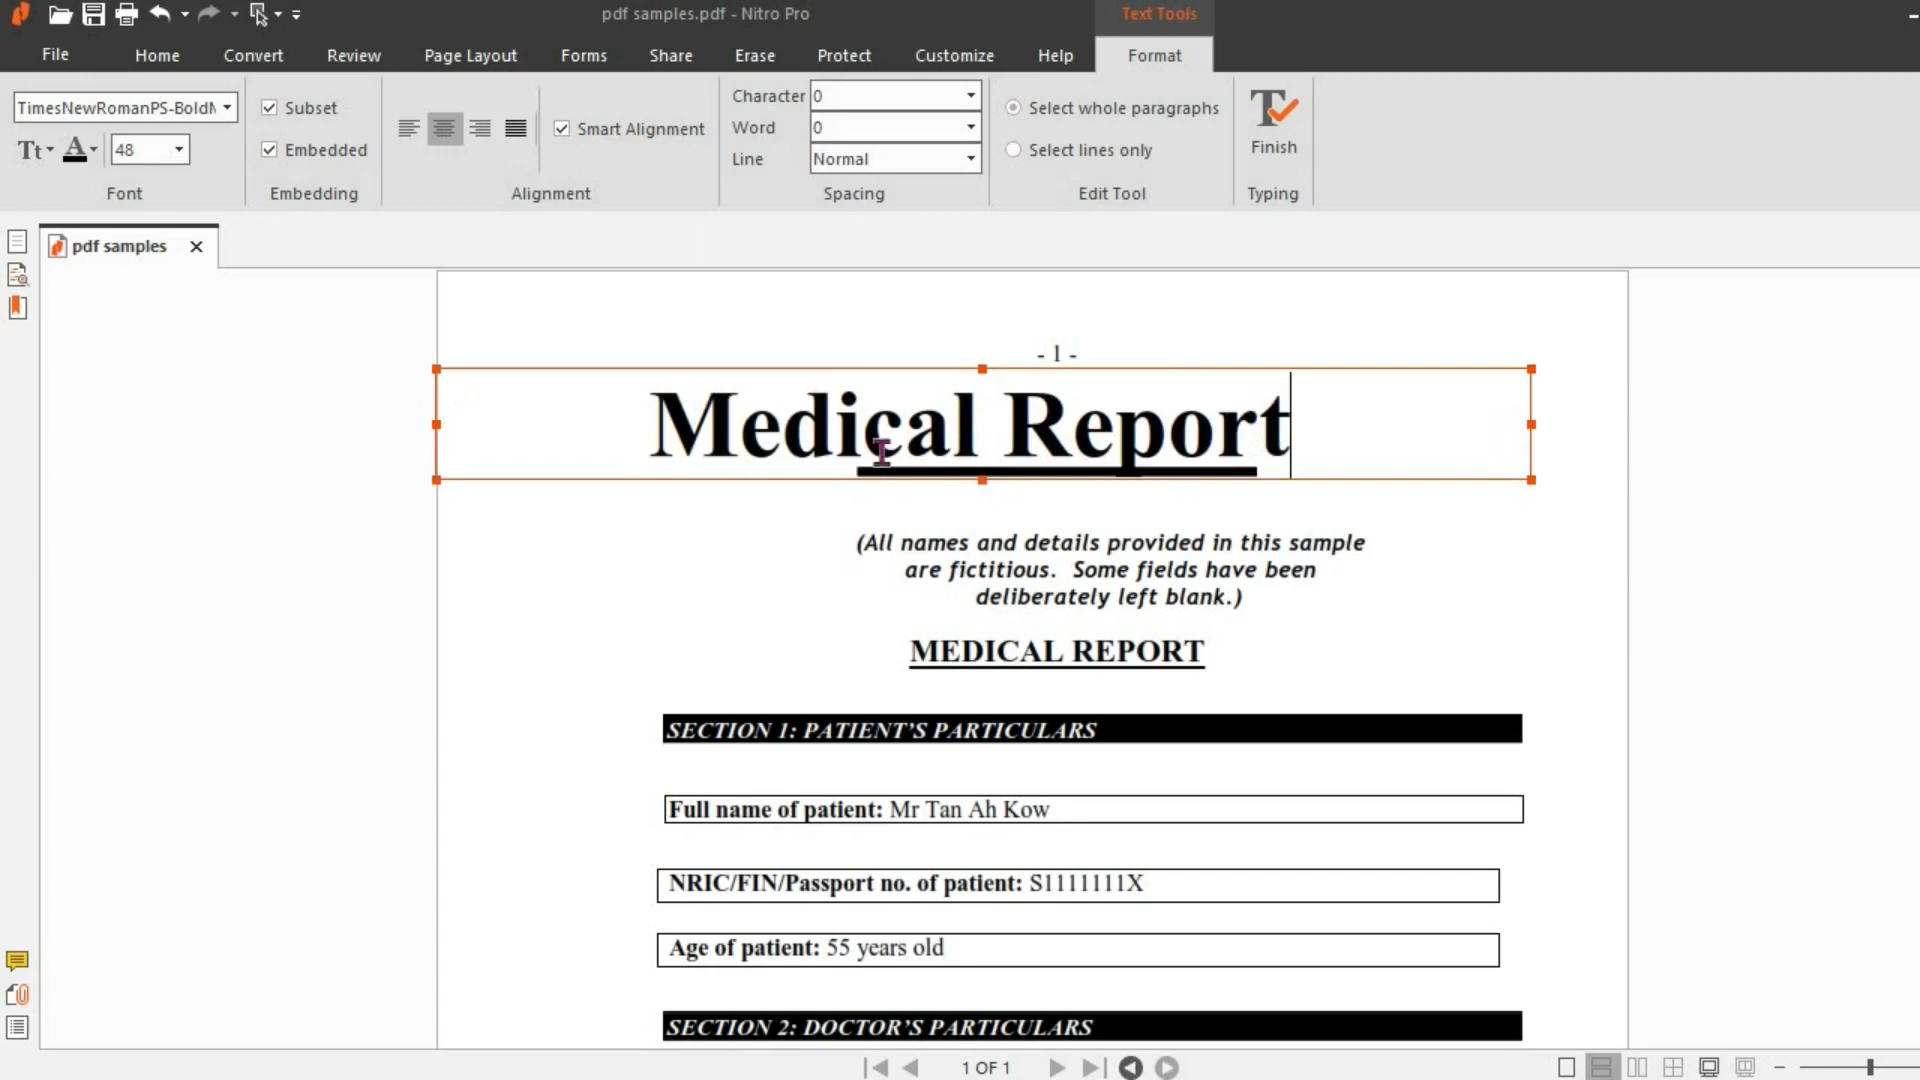 pdf samples.pdf - Nitro Pro
Text Tools
File Home Convert Review Page Layout Forms Share Erase Protect Customize Help Format
TimesNewRomanPS-BoldM
Tt A 48
Font
Subset
Embedded
Embedding
Smart Alignment
Alignment
Character 0
Word 0
Line Normal
Spacing
Select whole paragraphs
Select lines only
Edit Tool
Finish
Typing
pdf samples
- 1 -
Medical Report
(All names and details provided in this sample
are fictitious. Some fields have been
deliberately left blank.)
MEDICAL REPORT
SECTION 1: PATIENT’S PARTICULARS
Full name of patient: Mr Tan Ah Kow
NRIC/FIN/Passport no. of patient: S1111111X
Age of patient: 55 years old
SECTION 2: DOCTOR’S PARTICULARS
1 OF 1